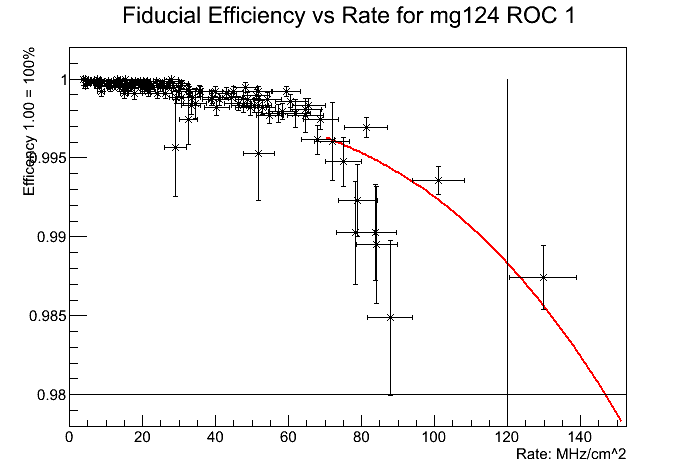 Fiducial Efficiency vs Rate for mg124 ROC 1
Efficency 1.00 = 100%
1
0.995
0.99
0.985
0.98
0 20 40 60 80 100 120 140
Rate: MHz/cm^2